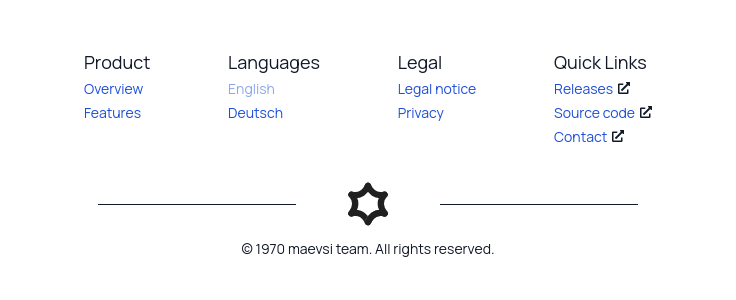 Product
Overview
Features
Languages
English
Deutsch
Legal
Legal notice
Privacy
Quick Links
Releases
Source code
Contact
© 1970 maevsi team. All rights reserved.